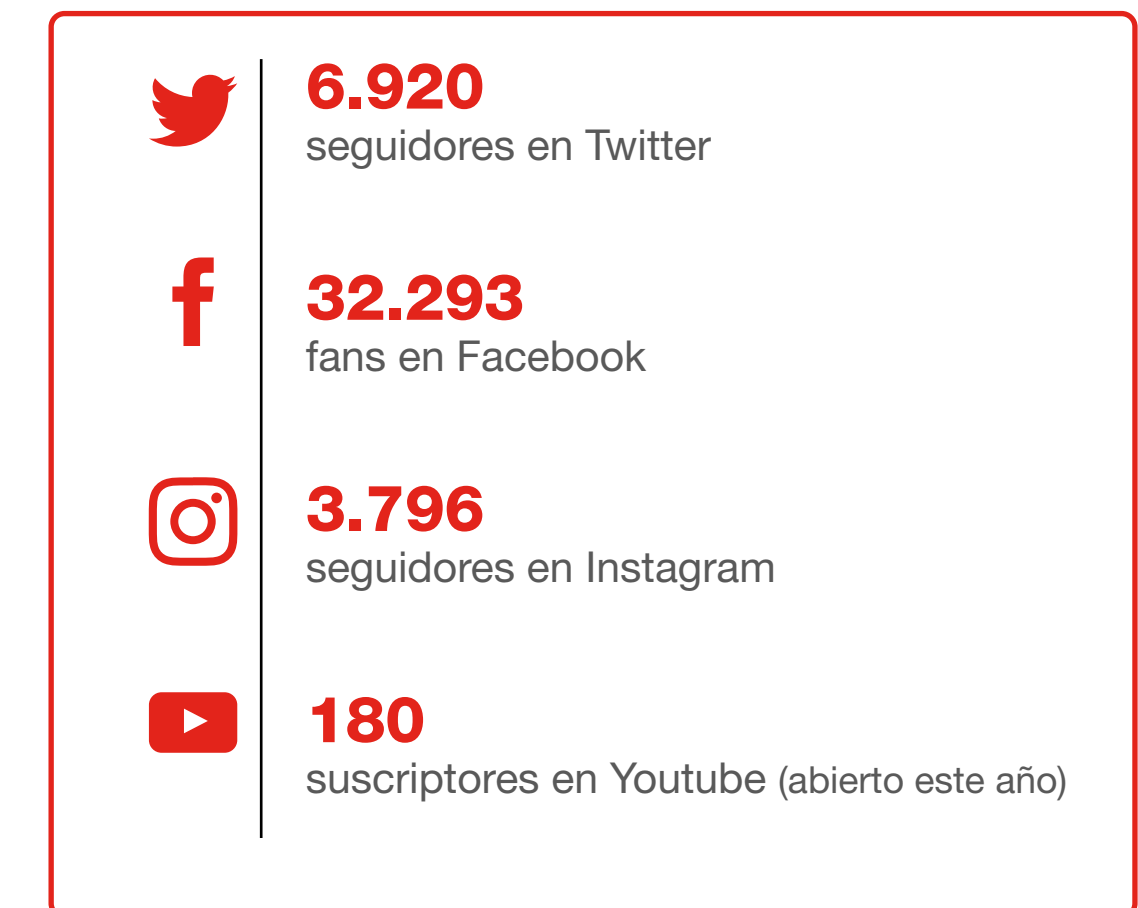 6.920
seguidores en Twitter
32.293
fans en Facebook
3.796
seguidores en Instagram
180
suscriptores en Youtube (abierto este año)